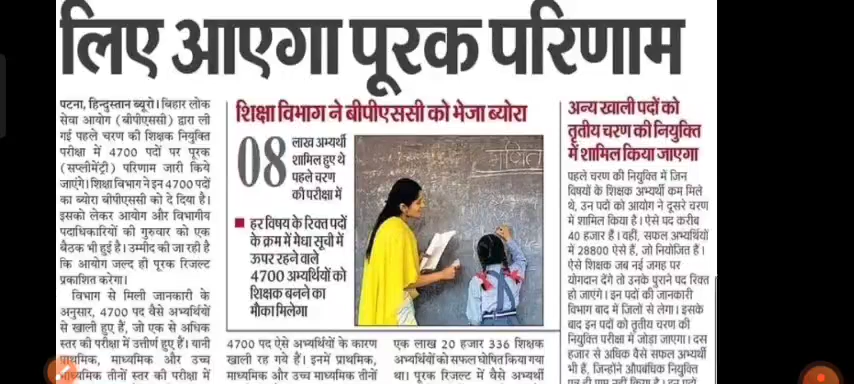 लिए आएगा पूरक परिणाम
पटना, हिन्दुस्तान ब्यूरो। बिहार लोक
सेवा आयोग (बीपीएससी) द्वारा ली
गई पहले चरण की शिक्षक नियुक्ति
परीक्षा में 4700 पदों पर पूरक
(सप्लीमेंट्री) परिणाम जारी किये
जाएंगे। शिक्षा विभाग ने इन 4700 पदों
का ब्योरा बीपीएससी को दे दिया है।
इसको लेकर आयोग और विभागीय
पदाधिकारियों की गुरुवार को एक
बैठक भी हुई है। उम्मीद की जा रही है
कि आयोग जल्द ही पूरक रिजल्ट
प्रकाशित करेगा।
विभाग से मिली जानकारी के
अनुसार, 4700 पद वैसे अभ्यर्थियों
से खाली हुए हैं, जो एक से अधिक
स्तर की परीक्षा में उत्तीर्ण हुए हैं। यानी
प्राथमिक, माध्यमिक और उच्च
माध्यमिक तीनों स्तर की परीक्षा में
शिक्षा विभाग ने बीपीएससी को भेजा ब्योरा
08 लाख अभ्यर्थी
शामिल हुए थे
पहले चरण
की परीक्षा में
हर विषय के रिक्त पदों
के क्रम में मेधा सूची में
ऊपर रहने वाले
4700 अभ्यर्थियों को
शिक्षक बनने का
मौका मिलेगा
गणित
4700 पद ऐसे अभ्यर्थियों के कारण
खाली रह गये हैं। इनमें प्राथमिक,
माध्यमिक और उच्च माध्यमिक तीनों
एक लाख 20 हजार 336 शिक्षक
अभ्यर्थियों को सफल घोषित किया गया
था। पूरक रिजल्ट में वैसे अभ्यर्थी
अन्य खाली पदों को
तृतीय चरण की नियुक्ति
में शामिल किया जाएगा
पहले चरण की नियुक्ति में जिन
विषयों के शिक्षक अभ्यर्थी कम मिले
थे, उन पदों को आयोग ने दूसरे चरण
में शामिल किया है। ऐसे पद करीब
40 हजार हैं। वहीं, सफल अभ्यर्थियों
में 28800 ऐसे हैं, जो नियोजित हैं।
ऐसे शिक्षक जब नई जगह पर
योगदान देंगे तो उनके पुराने पद रिक्त
हो जाएंगे। इन पदों की जानकारी
विभाग बाद में जिलों से लेगा। इसके
बाद इन पदों को तृतीय चरण की
नियुक्ति परीक्षा में जोड़ा जाएगा। दस
हजार से अधिक वैसे सफल अभ्यर्थी
भी हैं, जिन्होंने औपबंधिक नियुक्ति